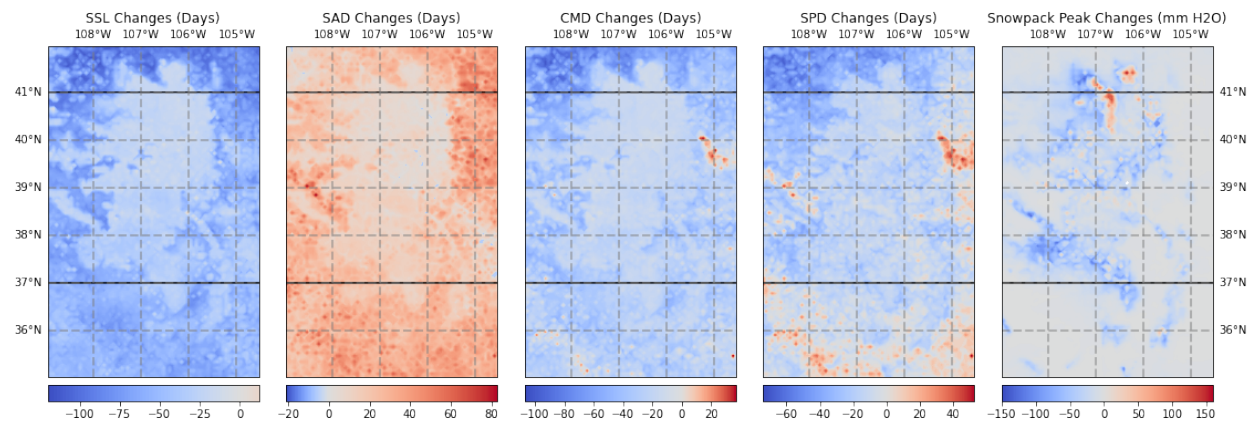 SSL Changes (Days) SAD Changes (Days) CMD Changes (Days) SPD Changes (Days) Snowpack Peak Changes (mm H2O)
108°W 107°W 106°W 105°W 108°W 107°W 106°W 105°W 108°W 107°W 106°W 105°W 108°W 107°W 106°W 105°W 108°W 107°W 106°W 105°W
41°N 41°N
40°N 40°N
39°N 39°N
38°N 38°N
37°N 37°N
36°N 36°N
−100 −75 −50 −25 0 −20 0 20 40 60 80 −100 −80 −60 −40 −20 0 20 −60 −40 −20 0 20 40 −150 −100 −50 0 50 100 150